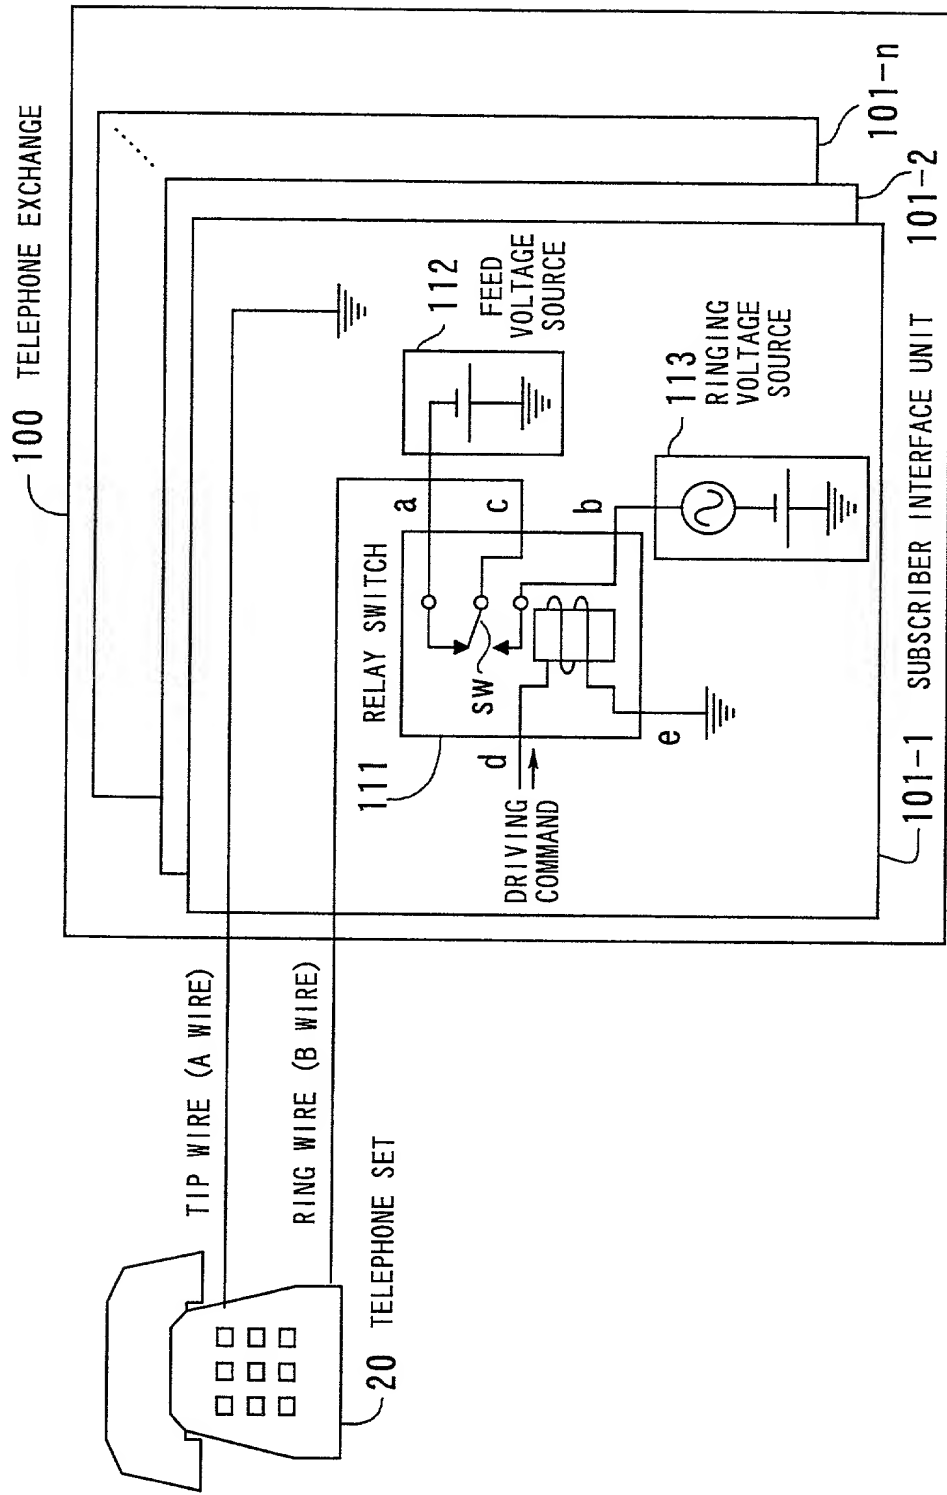 100 TELEPHONE EXCHANGE
TIP WIRE (A WIRE)
RING WIRE (B WIRE)
20 TELEPHONE SET
111 RELAY SWITCH
SW
a
c
b
d
e
DRIVING
COMMAND
112
FEED
VOLTAGE
SOURCE
113
RINGING
VOLTAGE
SOURCE
101-1 SUBSCRIBER INTERFACE UNIT
101-2
101-n